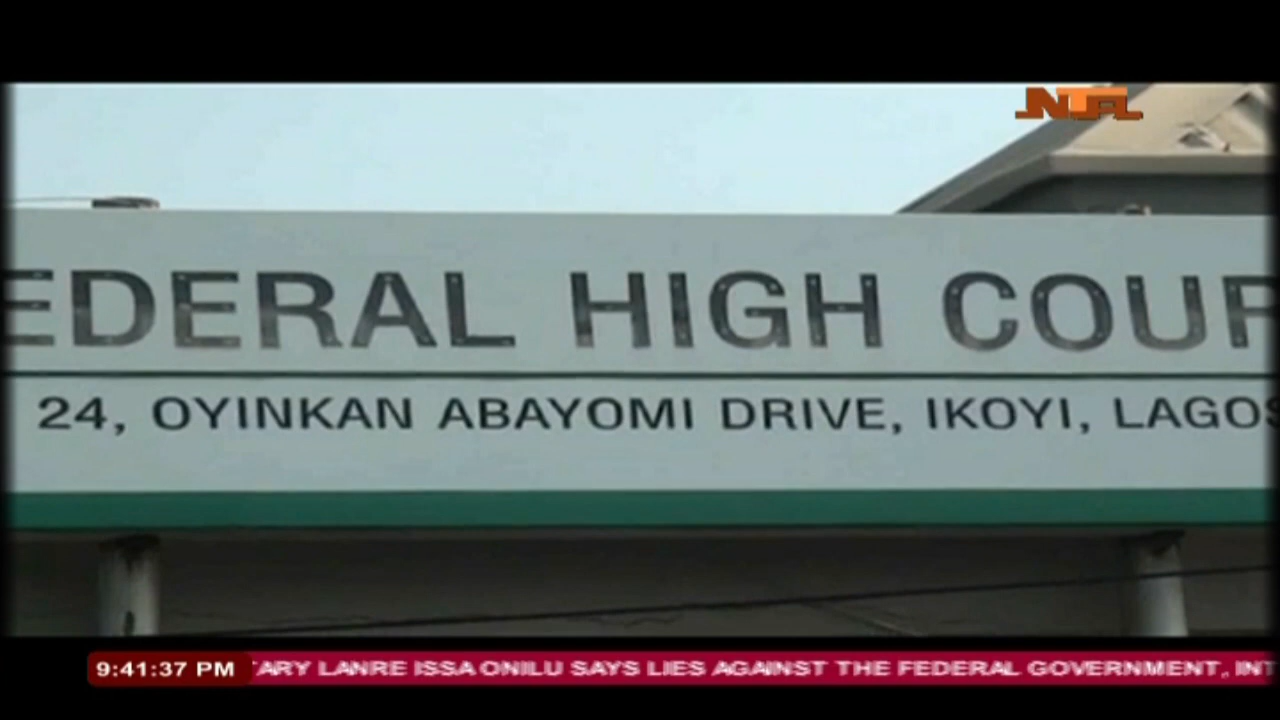 NTA
EDERAL HIGH COUR
24, OYINKAN ABAYOMI DRIVE, IKOYI, LAGOS
9:41:37 PM TARY LANRE ISSA ONILU SAYS LIES AGAINST THE FEDERAL GOVERNMENT, INT